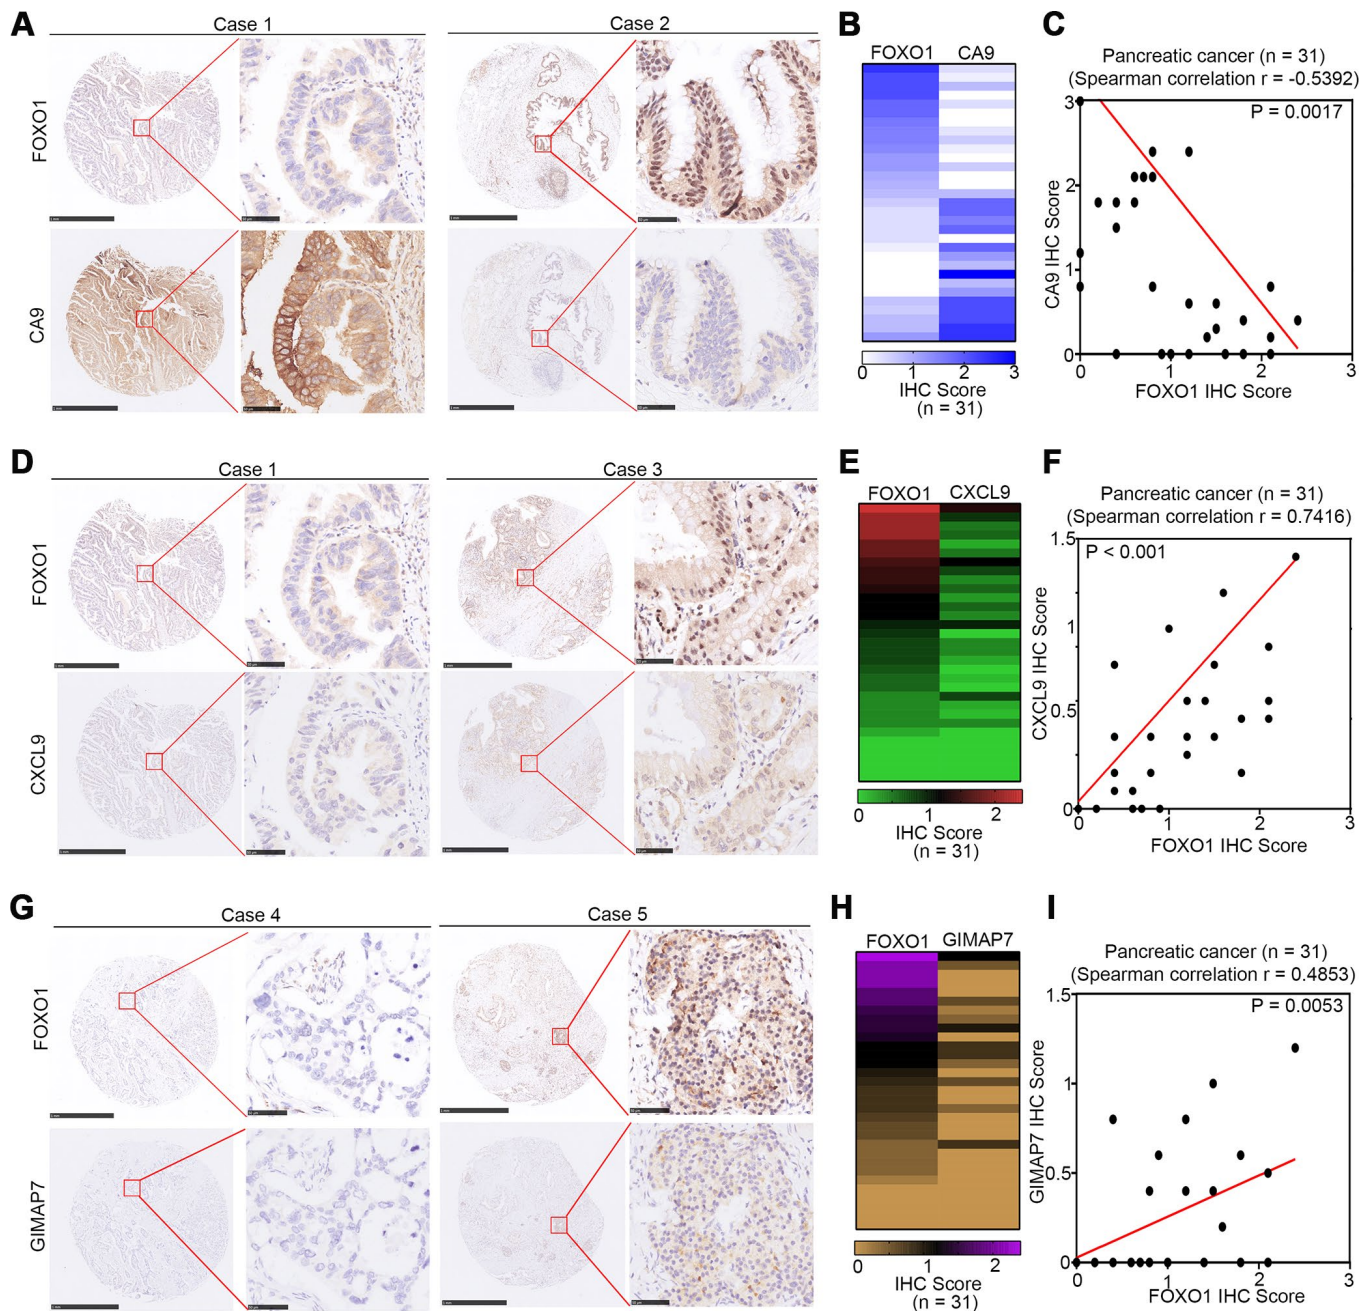 A
Case 1
Case 2
FOXO1
CA9
B
FOXO1 CA9
0 1 2 3
IHC Score
(n = 31)
C
Pancreatic cancer (n = 31)
(Spearman correlation r = -0.5392)
P = 0.0017
3
2
1
0
CA9 IHC Score
1 2 3
FOXO1 IHC Score
D
Case 1
Case 3
FOXO1
CXCL9
E
FOXO1 CXCL9
0 1 2
IHC Score
(n = 31)
F
Pancreatic cancer (n = 31)
(Spearman correlation r = 0.7416)
P < 0.001
1.5
1
0.5
0
CXCL9 IHC Score
0 1 2 3
FOXO1 IHC Score
G
Case 4
Case 5
FOXO1
GIMAP7
H
FOXO1 GIMAP7
0 1 2
IHC Score
(n = 31)
I
Pancreatic cancer (n = 31)
(Spearman correlation r = 0.4853)
P = 0.0053
1.5
1
0.5
0
GIMAP7 IHC Score
0 1 2 3
FOXO1 IHC Score